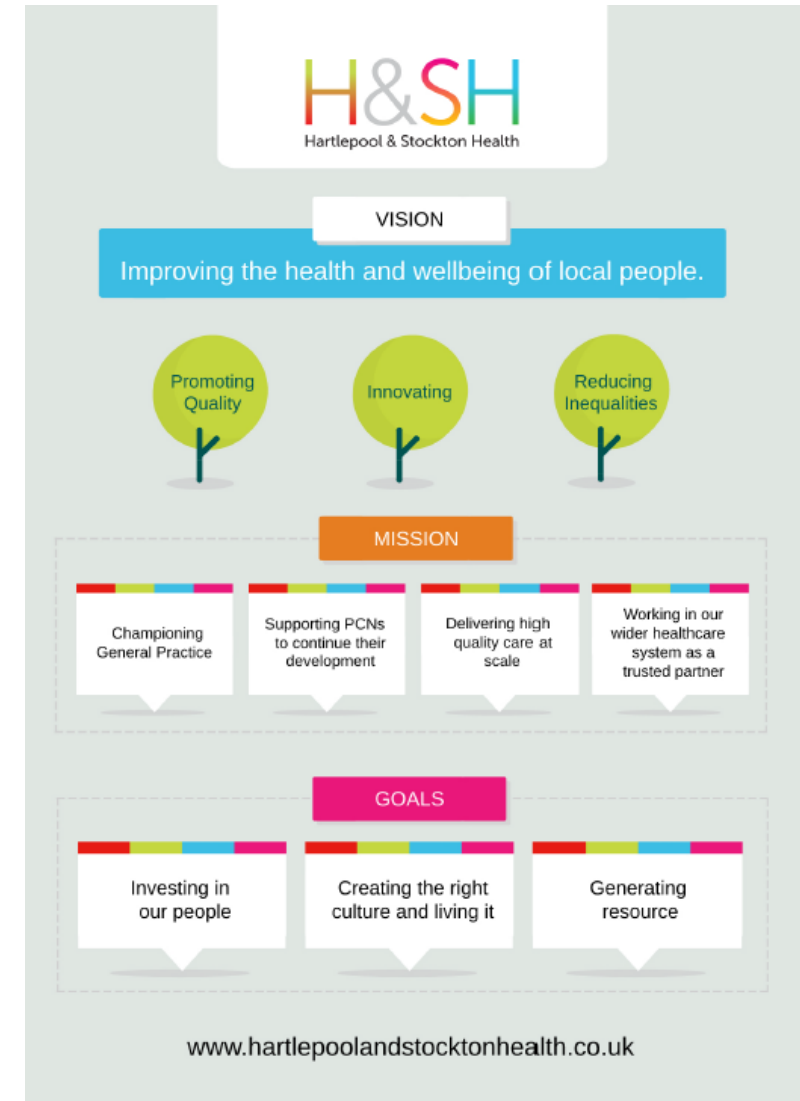 H&SH
Hartlepool & Stockton Health
VISION
Improving the health and wellbeing of local people.
Promoting
Quality
Innovating
Reducing
Inequalities
MISSION
Championing
General Practice
Supporting PCNs
to continue their
development
Delivering high
quality care at
scale
Working in our
wider healthcare
system as a
trusted partner
GOALS
Investing in
our people
Creating the right
culture and living it
Generating
resource
www.hartlepoolandstocktonhealth.co.uk